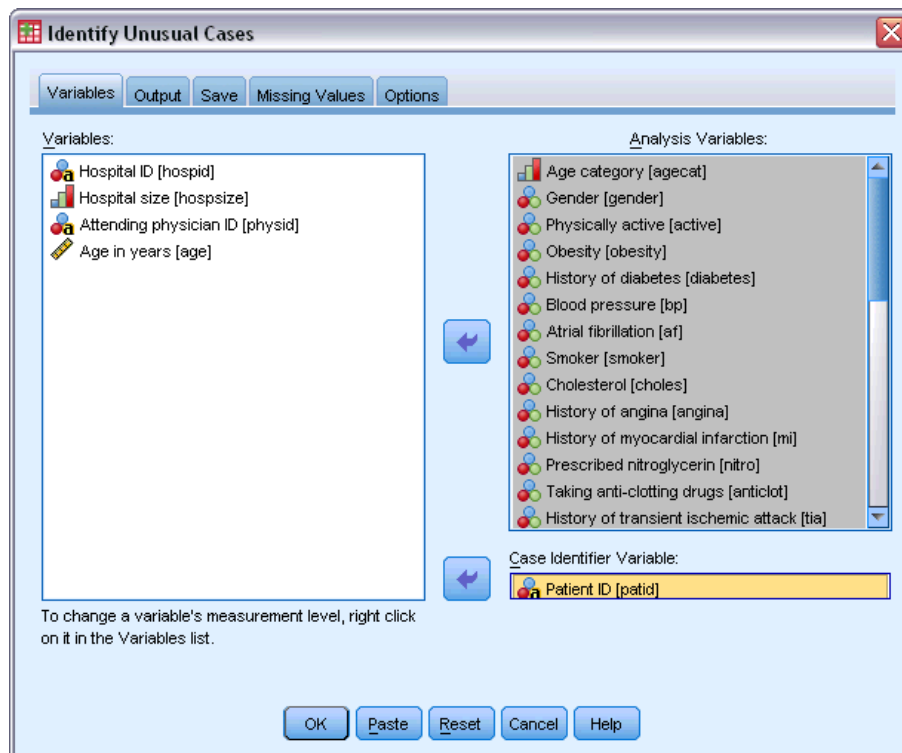 Identify Unusual Cases
Variables
Output
Save
Missing Values
Options
Variables:
Hospital ID [hospid]
Hospital size [hospsize]
Attending physician ID [physid]
Age in years [age]
To change a variable's measurement level, right click
on it in the Variables list.
Analysis Variables:
Age category [agecat]
Gender [gender]
Physically active [active]
Obesity [obesity]
History of diabetes [diabetes]
Blood pressure [bp]
Atrial fibrillation [af]
Smoker [smoker]
Cholesterol [choles]
History of angina [angina]
History of myocardial infarction [mi]
Prescribed nitroglycerin [nitro]
Taking anti-clotting drugs [anticlot]
History of transient ischemic attack [tia]
Case Identifier Variable:
Patient ID [patid]
OK
Paste
Reset
Cancel
Help